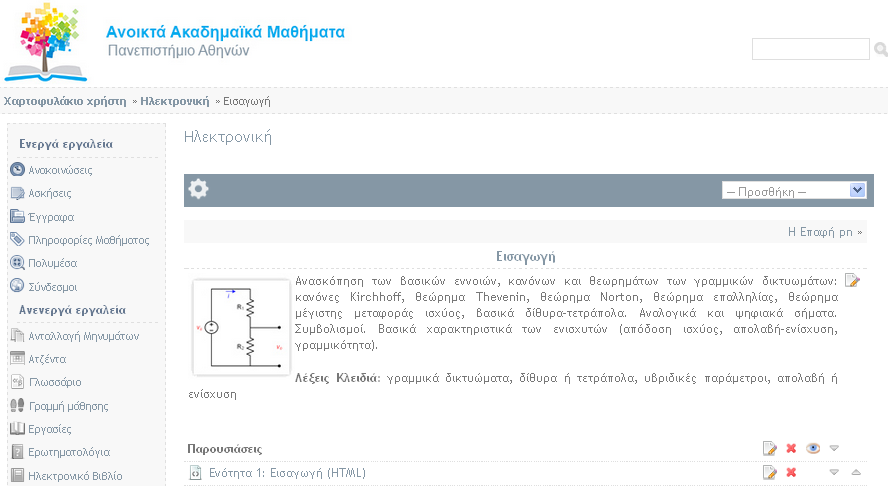 Ανοικτά Ακαδημαϊκά Μαθήματα
Πανεπιστήμιο Αθηνών
Χαρτοφυλάκιο χρήστη » Ηλεκτρονική » Εισαγωγή
Ενεργά εργαλεία
Ανακοινώσεις
Ασκήσεις
Έγγραφα
Πληροφορίες Μαθήματος
Πολυμέσα
Σύνδεσμοι
Ανενεργά εργαλεία
Ανταλλαγή Μηνυμάτων
Ατζέντα
Γλωσσάριο
Γραμμή μάθησης
Εργασίες
Ερωτηματολόγια
Ηλεκτρονικό Βιβλίο
Ηλεκτρονική
-- Προσθήκη --
Η Επαφή pn »
Εισαγωγή
Ανασκόπηση των βασικών εννοιών, κανόνων και θεωρημάτων των γραμμικών δικτυωμάτων:
κανόνες Kirchhoff, θεώρημα Thevenin, θεώρημα Norton, θεώρημα επαλληλίας, θεώρημα
μέγιστης μεταφοράς ισχύος, βασικά δίθυρα-τετράπολα. Αναλογικά και ψηφιακά σήματα.
Συμβολισμοί. Βασικά χαρακτηριστικά των ενισχυτών (απόδοση ισχύος, απολαβή-ενίσχυση,
γραμμικότητα).
Λέξεις Κλειδιά: γραμμικά δικτυώματα, δίθυρα ή τετράπολα, υβριδικές παράμετροι, απολαβή ή
ενίσχυση
i
R1
R2
Παρουσιάσεις
Ενότητα 1: Εισαγωγή (HTML)